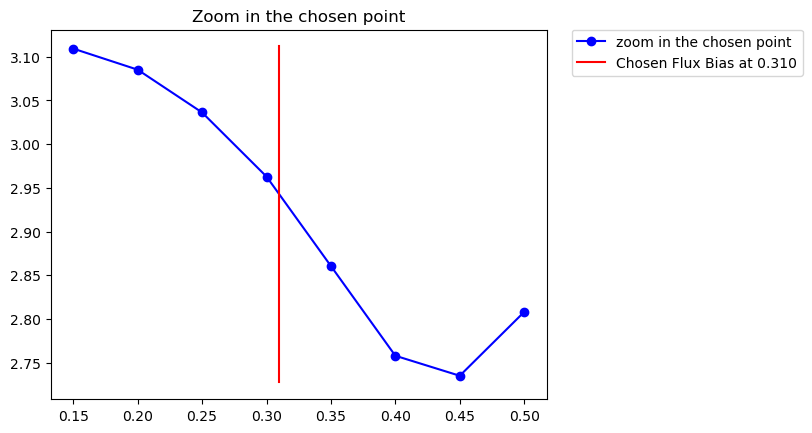 Zoom in the chosen point
zoom in the chosen point
Chosen Flux Bias at 0.310
3.10
3.05
3.00
2.95
2.90
2.85
2.80
2.75
0.15 0.20 0.25 0.30 0.35 0.40 0.45 0.50